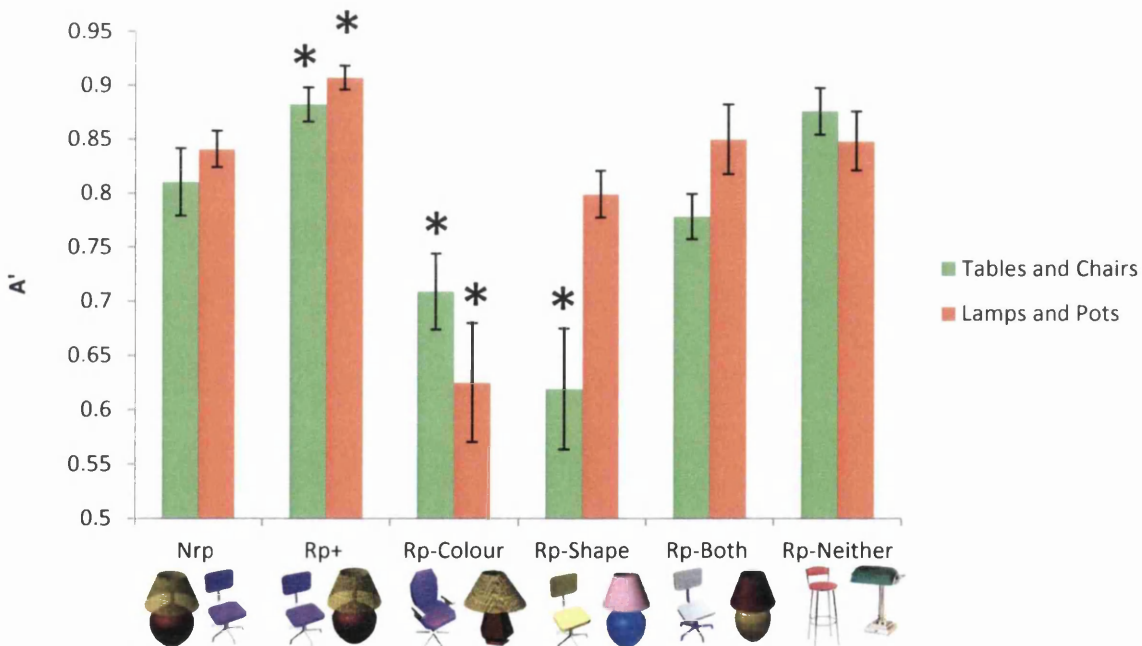 0.95
0.9
0.85
0.8
0.75
0.7
0.65
0.6
0.55
0.5
A'
* * * * *
Tables and Chairs
Lamps and Pots
Nrp Rp+ Rp-Colour Rp-Shape Rp-Both Rp-Neither